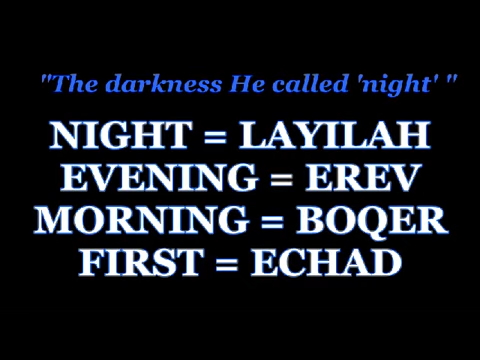 "The darkness He called 'night' "
NIGHT = LAYILAH
EVENING = EREV
MORNING = BOQER
FIRST = ECHAD